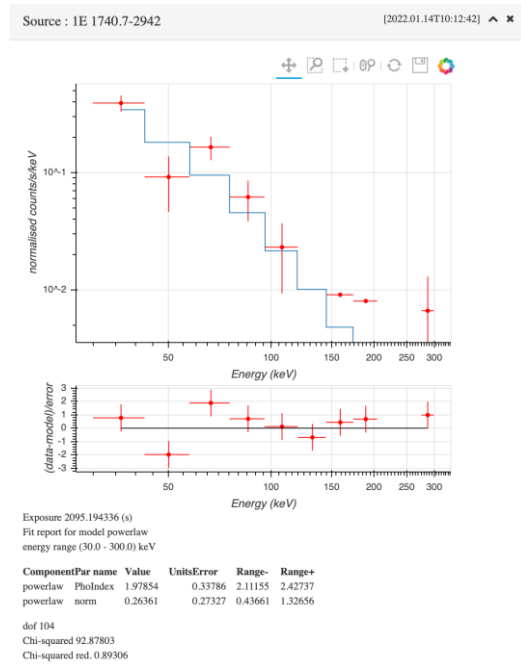 Source : 1E 1740.7-2942 [2022.01.14T10:12:42]
normalised counts/s/keV
10^-1
10^-2
50 100 150 200 250 300
Energy (keV)
(data-model)/error
3
2
1
0
-1
-2
-3
50 100 150 200 250 300
Energy (keV)
Exposure 2095.194336 (s)
Fit report for model powerlaw
energy range (30.0 - 300.0) keV
ComponentPar name Value UnitsError Range- Range+
powerlaw PhoIndex 1.97854 0.33786 2.11155 2.42737
powerlaw norm 0.26361 0.27327 0.43661 1.32656
dof 104
Chi-squared 92.87803
Chi-squared red. 0.89306